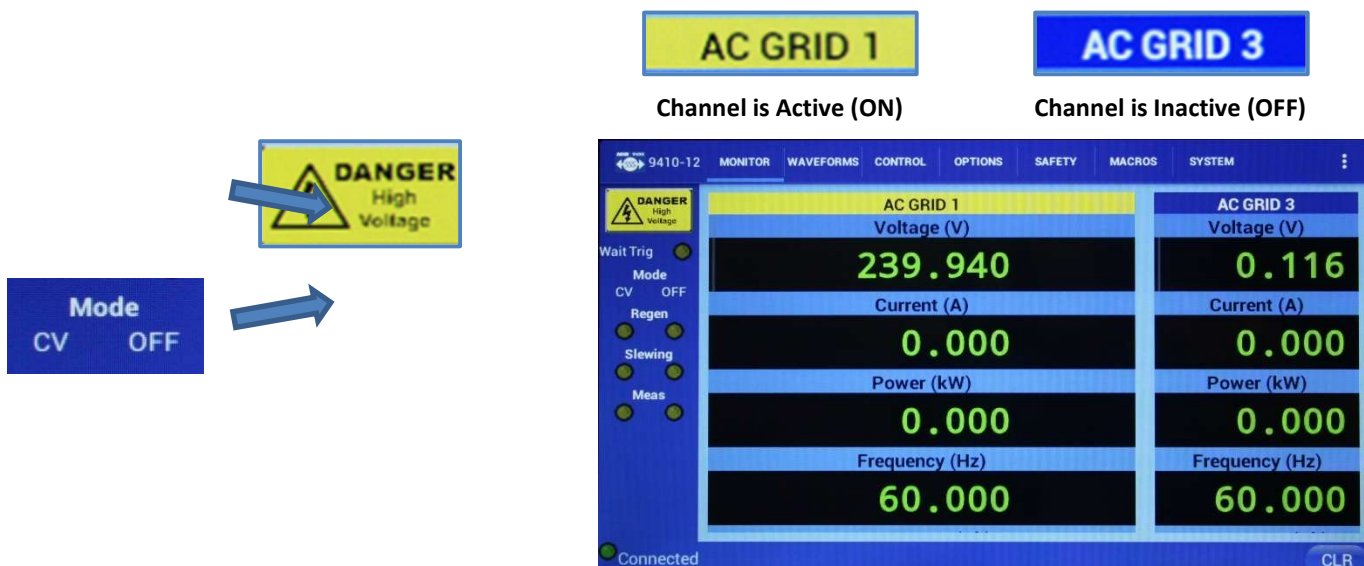 AC GRID 1
AC GRID 3
Channel is Active (ON)
Channel is Inactive (OFF)
DANGER
High
Voltage
Mode
CV OFF
9410-12 MONITOR WAVEFORMS CONTROL OPTIONS SAFETY MACROS SYSTEM
DANGER
High
Voltage
Wait Trig
Mode
CV OFF
Regen
Slewing
Meas
AC GRID 1
Voltage (V)
239.940
Current (A)
0.000
Power (kW)
0.000
Frequency (Hz)
60.000
AC GRID 3
Voltage (V)
0.116
Current (A)
0.000
Power (kW)
0.000
Frequency (Hz)
60.000
Connected
CLR